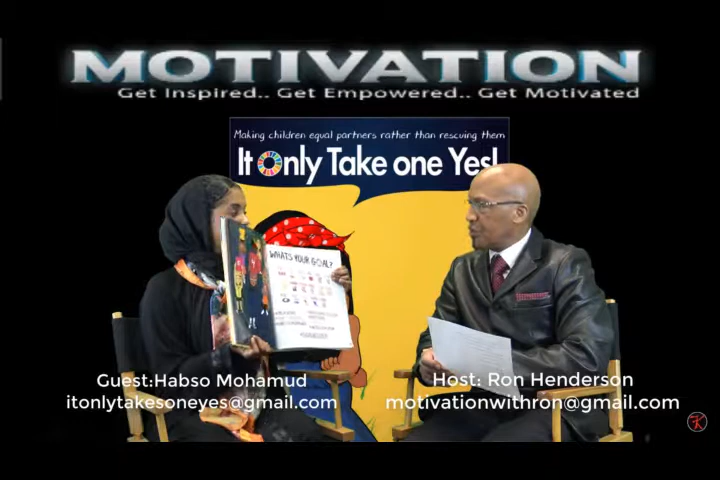 MOTIVATION
Get Inspired.. Get Empowered.. Get Motivated
Making children equal partners rather than rescuing them
It Only Take one Yes!
WHATS YOUR GOAL?
Guest:Habso Mohamud
itonlytakesoneyes@gmail.com
Host: Ron Henderson
motivationwithron@gmail.com